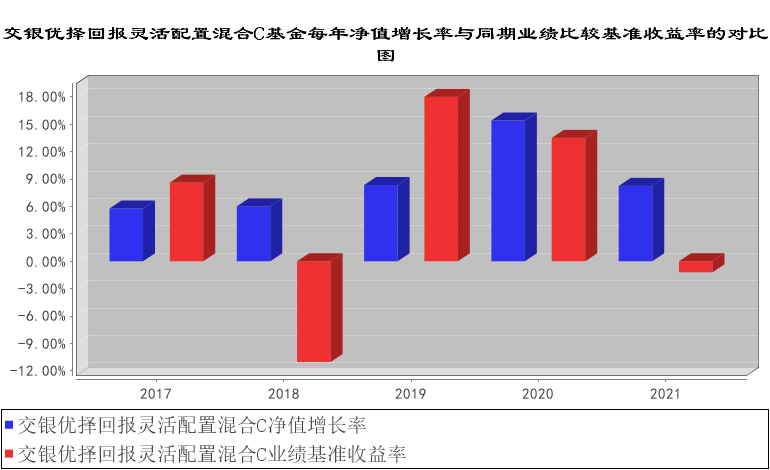 交银优择回报灵活配置混合C基金每年净值增长率与同期业绩比较基准收益率的对比
图
18.00%
15.00%
12.00%
9.00%
6.00%
3.00%
0.00%
-3.00%
-6.00%
-9.00%
-12.00%
2017 2018 2019 2020 2021
交银优择回报灵活配置混合C净值增长率
交银优择回报灵活配置混合C业绩基准收益率